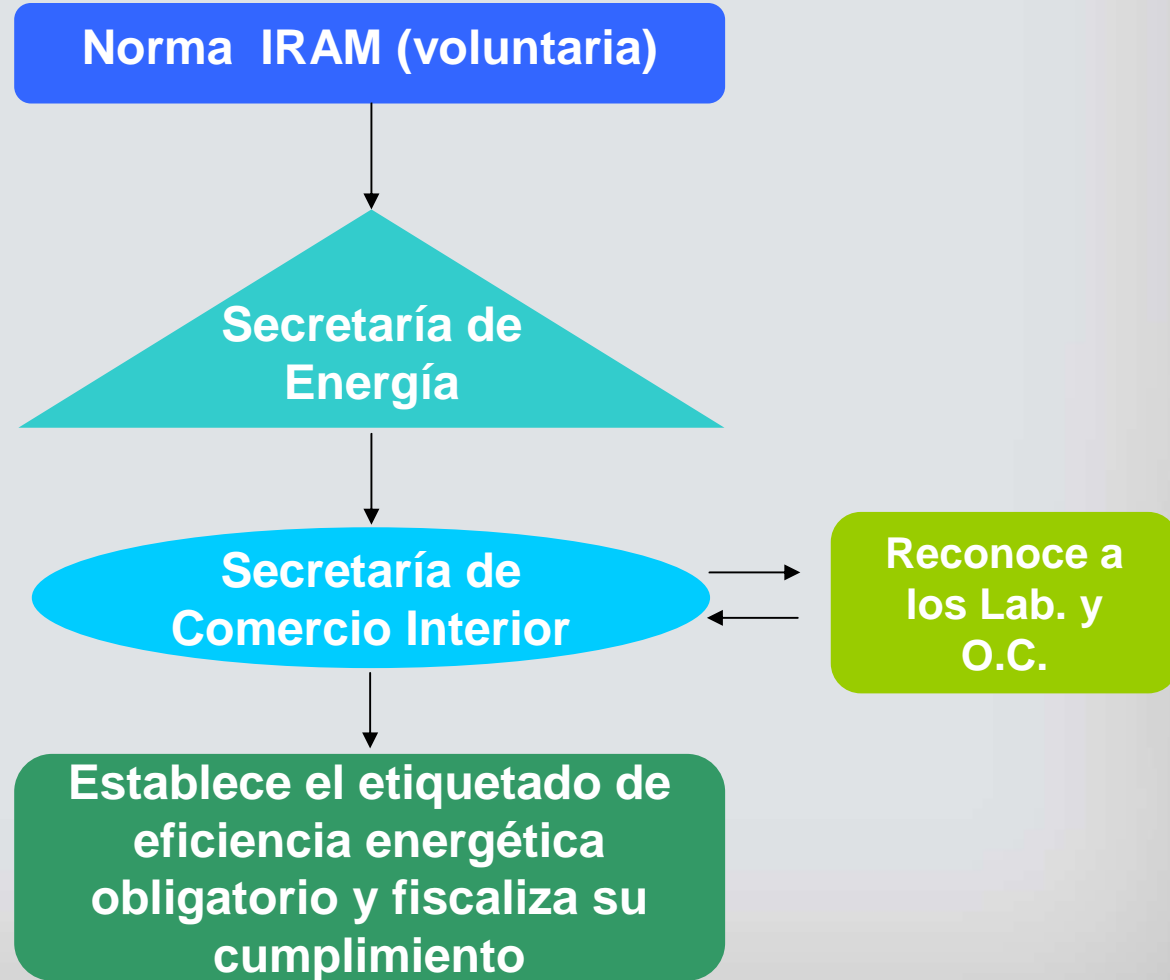 Norma IRAM (voluntaria)
Secretaría de
Energía
Secretaría de
Comercio Interior
Reconoce a
los Lab. y
O.C.
Establece el etiquetado de
eficiencia energética
obligatorio y fiscaliza su
cumplimiento